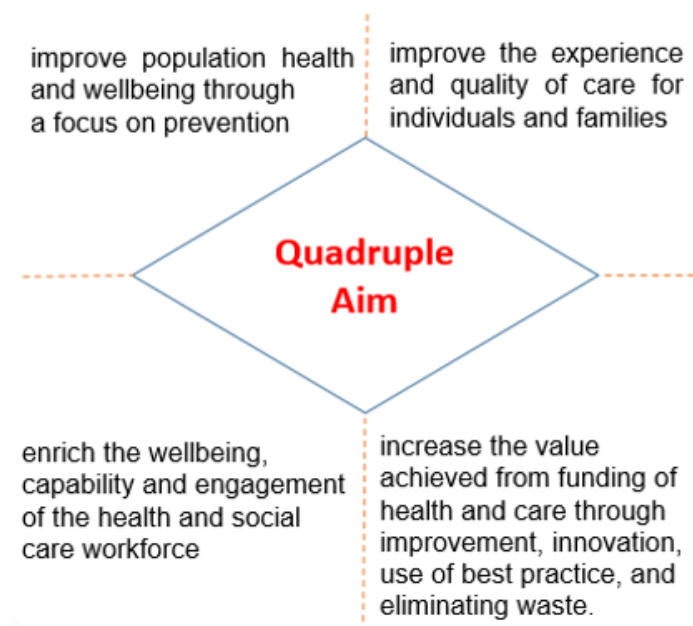 improve population health
and wellbeing through
a focus on prevention
improve the experience
and quality of care for
individuals and families
Quadruple
Aim
enrich the wellbeing,
capability and engagement
of the health and social
care workforce
increase the value
achieved from funding of
health and care through
improvement, innovation,
use of best practice, and
eliminating waste.